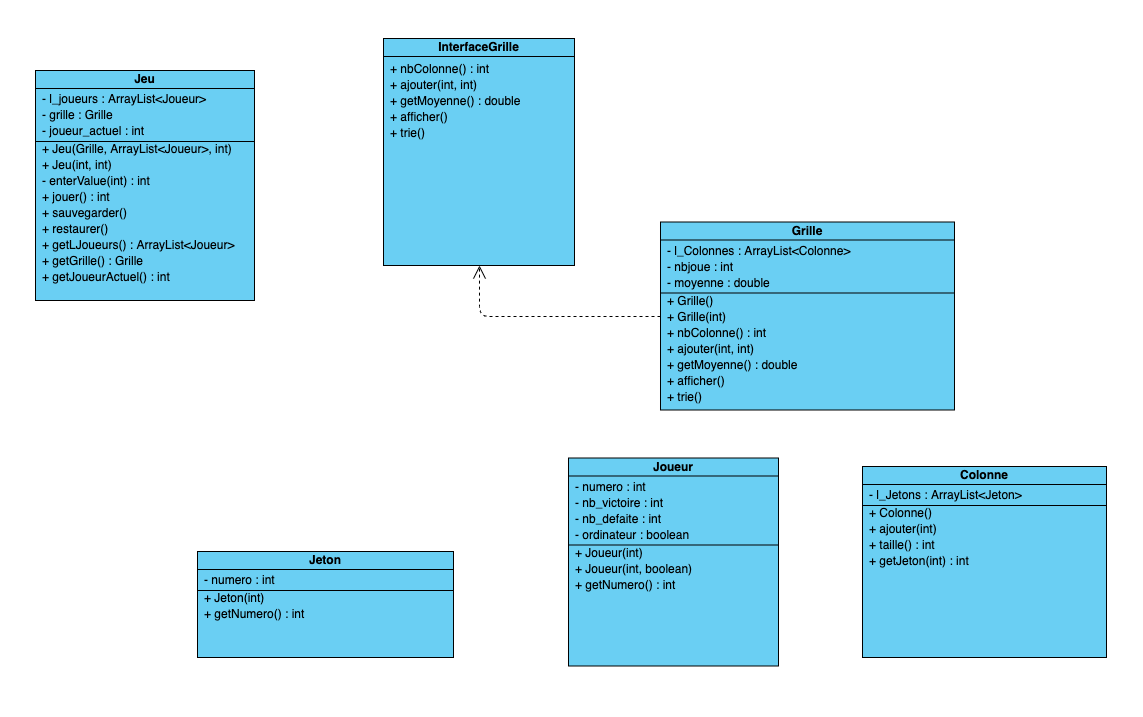 Jeu
- l_joueurs : ArrayList<Joueur>
- grille : Grille
- joueur_actuel : int
+ Jeu(Grille, ArrayList<Joueur>, int)
+ Jeu(int, int)
- enterValue(int) : int
+ jouer() : int
+ sauvegarder()
+ restaurer()
+ getLJoueurs() : ArrayList<Joueur>
+ getGrille() : Grille
+ getJoueurActuel() : int
InterfaceGrille
+ nbColonne() : int
+ ajouter(int, int)
+ getMoyenne() : double
+ afficher()
+ trie()
Grille
- l_Colonnes : ArrayList<Colonne>
- nbjoue : int
- moyenne : double
+ Grille()
+ Grille(int)
+ nbColonne() : int
+ ajouter(int, int)
+ getMoyenne() : double
+ afficher()
+ trie()
Jeton
- numero : int
+ Jeton(int)
+ getNumero() : int
Joueur
- numero : int
- nb_victoire : int
- nb_defaite : int
- ordinateur : boolean
+ Joueur(int)
+ Joueur(int, boolean)
+ getNumero() : int
Colonne
- l_Jetons : ArrayList<Jeton>
+ Colonne()
+ ajouter(int)
+ taille() : int
+ getJeton(int) : int